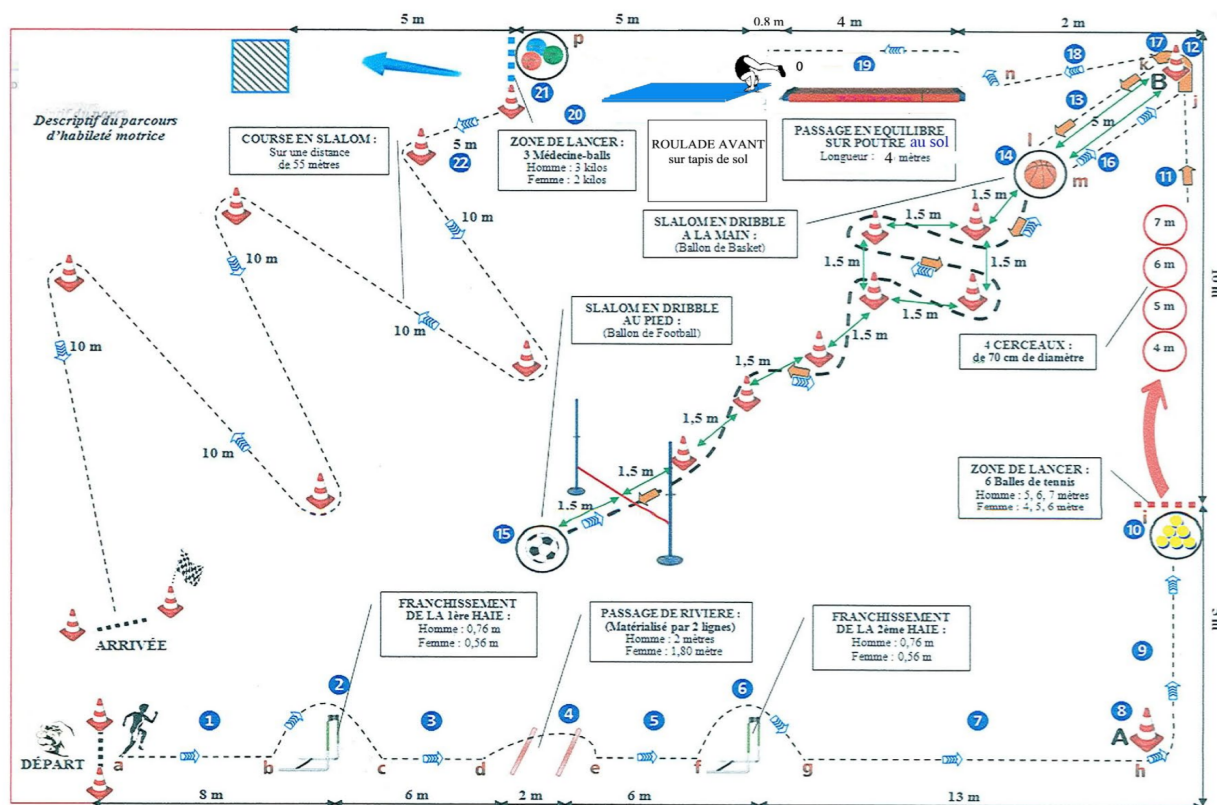 5 m
5 m
0.8 m
4 m
2 m
p
21
20
0
19
n
18
17
12
k
B
j
13
5 m
l
14
16
m
11
Descriptif du parcours
d'habileté motrice
COURSE EN SLALOM :
Sur une distance
de 55 mètres
5 m
22
ZONE DE LANCER :
3 Médecine-balls
Homme : 3 kilos
Femme : 2 kilos
ROULADE AVANT
sur tapis de sol
PASSAGE EN EQUILIBRE
SUR POUTRE au sol
Longueur : 4 mètres
SLALOM EN DRIBBLE
A LA MAIN :
(Ballon de Basket)
1.5 m
1.5 m
1.5 m
1.5 m
1.5 m
1.5 m
1,5 m
1,5 m
1.5 m
1.5 m
7 m
6 m
5 m
4 m
10 m
10 m
10 m
10 m
10 m
SLALOM EN DRIBBLE
AU PIED :
(Ballon de Football)
4 CERCEAUX :
de 70 cm de diamètre
10 m
ZONE DE LANCER :
6 Balles de tennis
Homme : 5, 6, 7 mètres
Femme : 4, 5, 6 mètre
i
10
15
ARRIVÉE
FRANCHISSEMENT
DE LA 1ère HAIE :
Homme : 0,76 m
Femme : 0,56 m
PASSAGE DE RIVIERE :
(Matérialisé par 2 lignes)
Homme : 2 mètres
Femme : 1,80 mètre
FRANCHISSEMENT
DE LA 2ème HAIE :
Homme : 0,76 m
Femme : 0,56 m
9
DÉPART
1
2
3
4
5
6
7
8
A
a
b
c
d
e
f
g
h
8 m
6 m
2 m
6 m
13 m